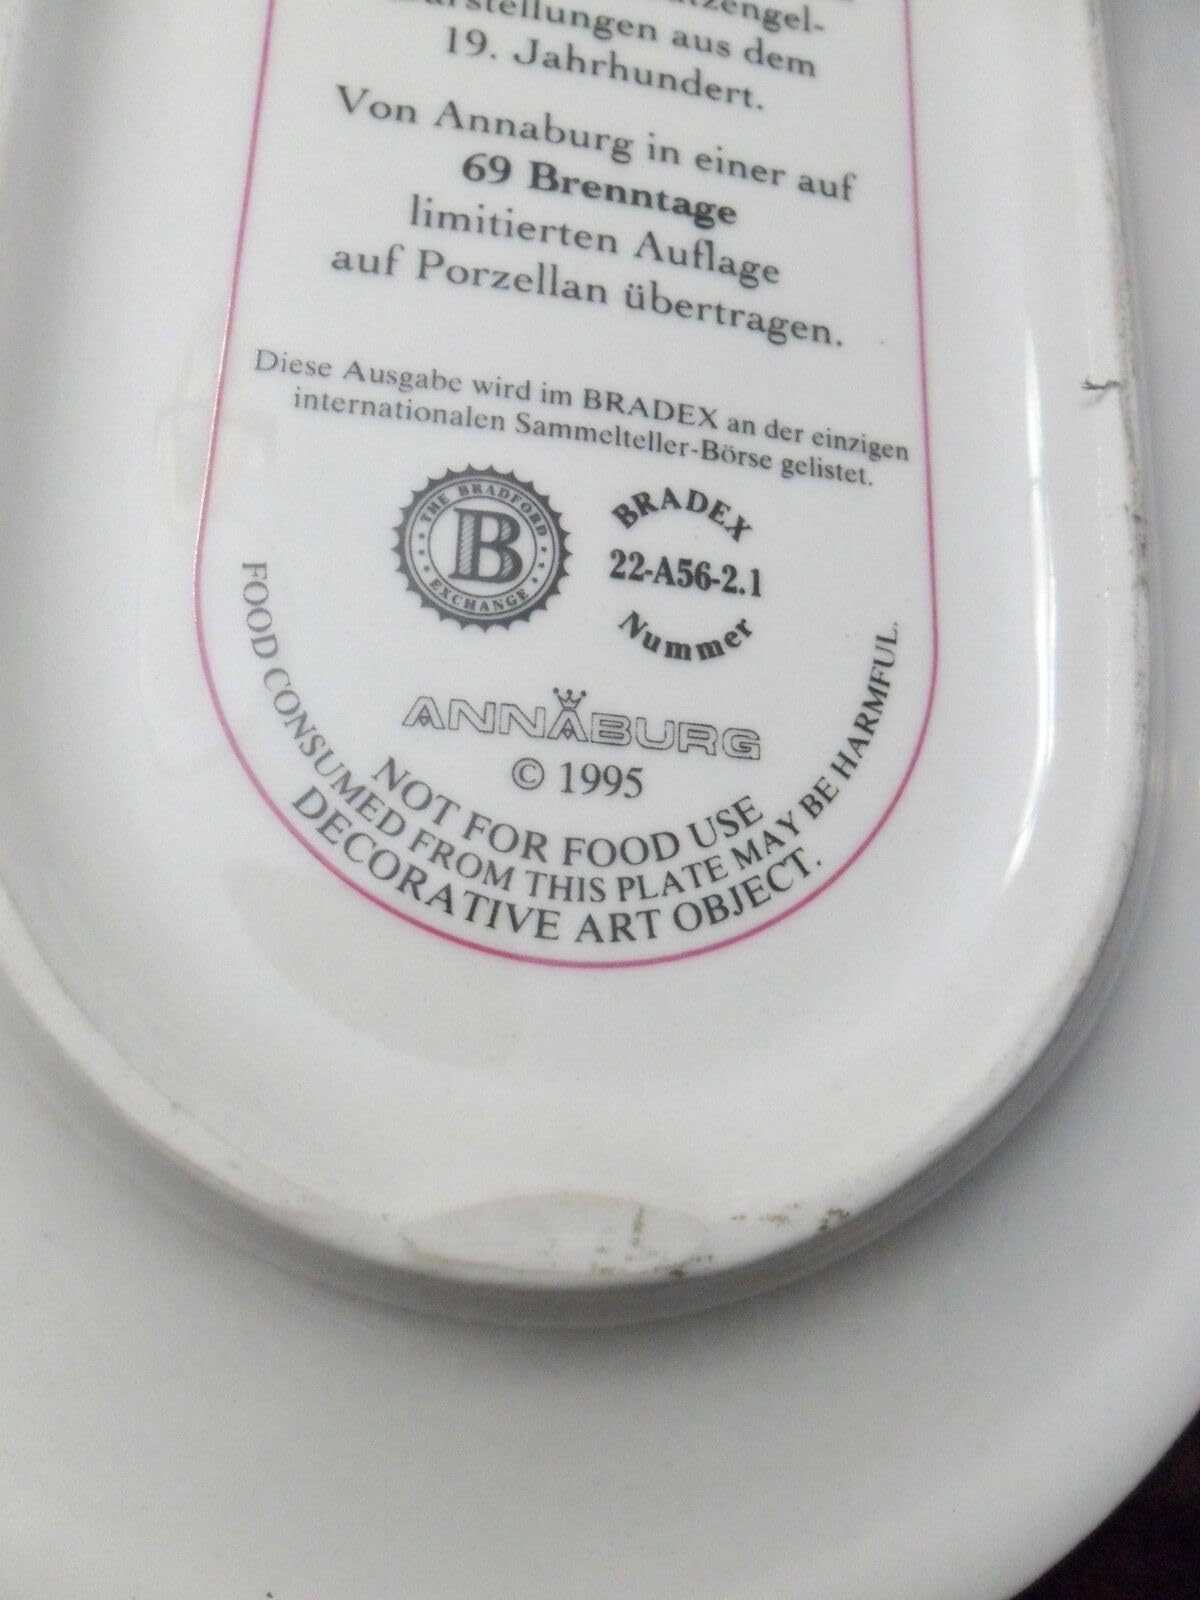 19. Jahrhundert.
aus dem
Von Annaburg in einer auf
69 Brenntage
limitierten Auflage
auf Porzellan übertragen.
Diese Ausgabe wird im BRADEX an der einzigen
internationalen Sammelteller-Börse gelistet.
THE BRADFORD
B
EXCHANGE
BRADEX
22-A56-2.1
Nummer
ANNABURG
© 1995
NOT FOR FOOD USE
FOOD CONSUMED FROM THIS PLATE MAY BE HARMFUL.
DECORATIVE ART OBJECT.